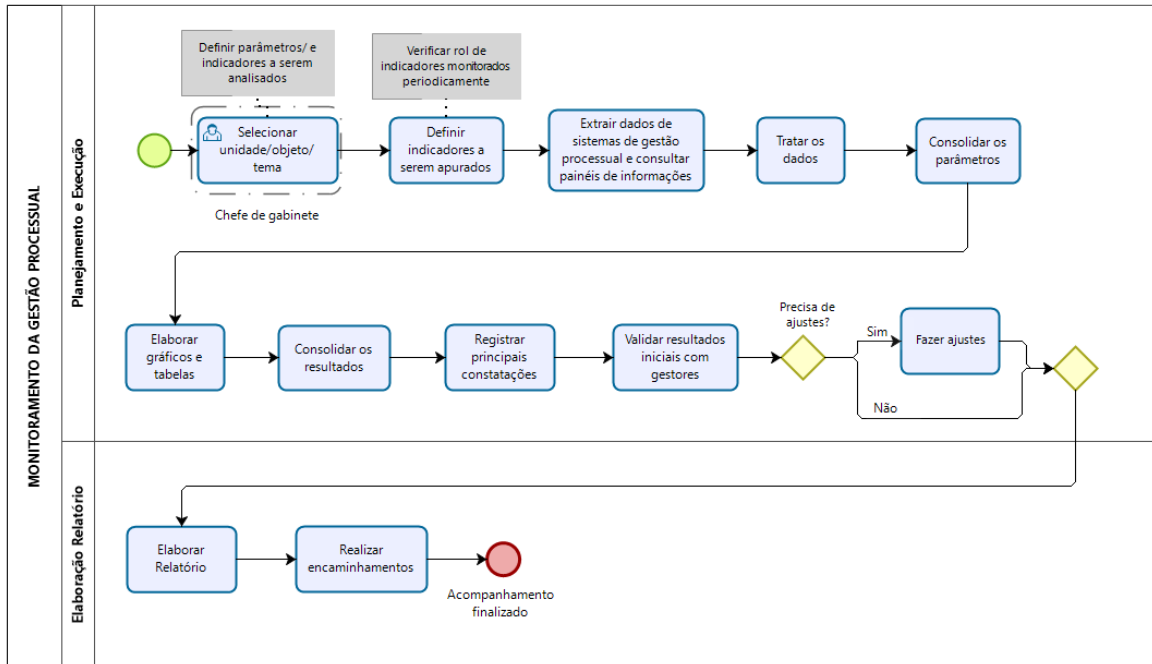 MONITORAMENTO DA GESTÃO PROCESSUAL
Planejamento e Execução
Definir parâmetros/ e
indicadores a serem
analisados
Verificar rol de
indicadores monitorados
periodicamente
Selecionar
unidade/objeto/
tema
Chefe de gabinete
Definir
indicadores a
serem apurados
Extrair dados de
sistemas de gestão
processual e consultar
painéis de informações
Tratar os
dados
Consolidar os
parâmetros
Elaborar
gráficos e
tabelas
Consolidar os
resultados
Registrar
principais
constatações
Validar resultados
iniciais com
gestores
Precisa de
ajustes?
Sim
Fazer ajustes
Não
Elaboração Relatório
Elaborar
Relatório
Realizar
encaminhamentos
Acompanhamento
finalizado